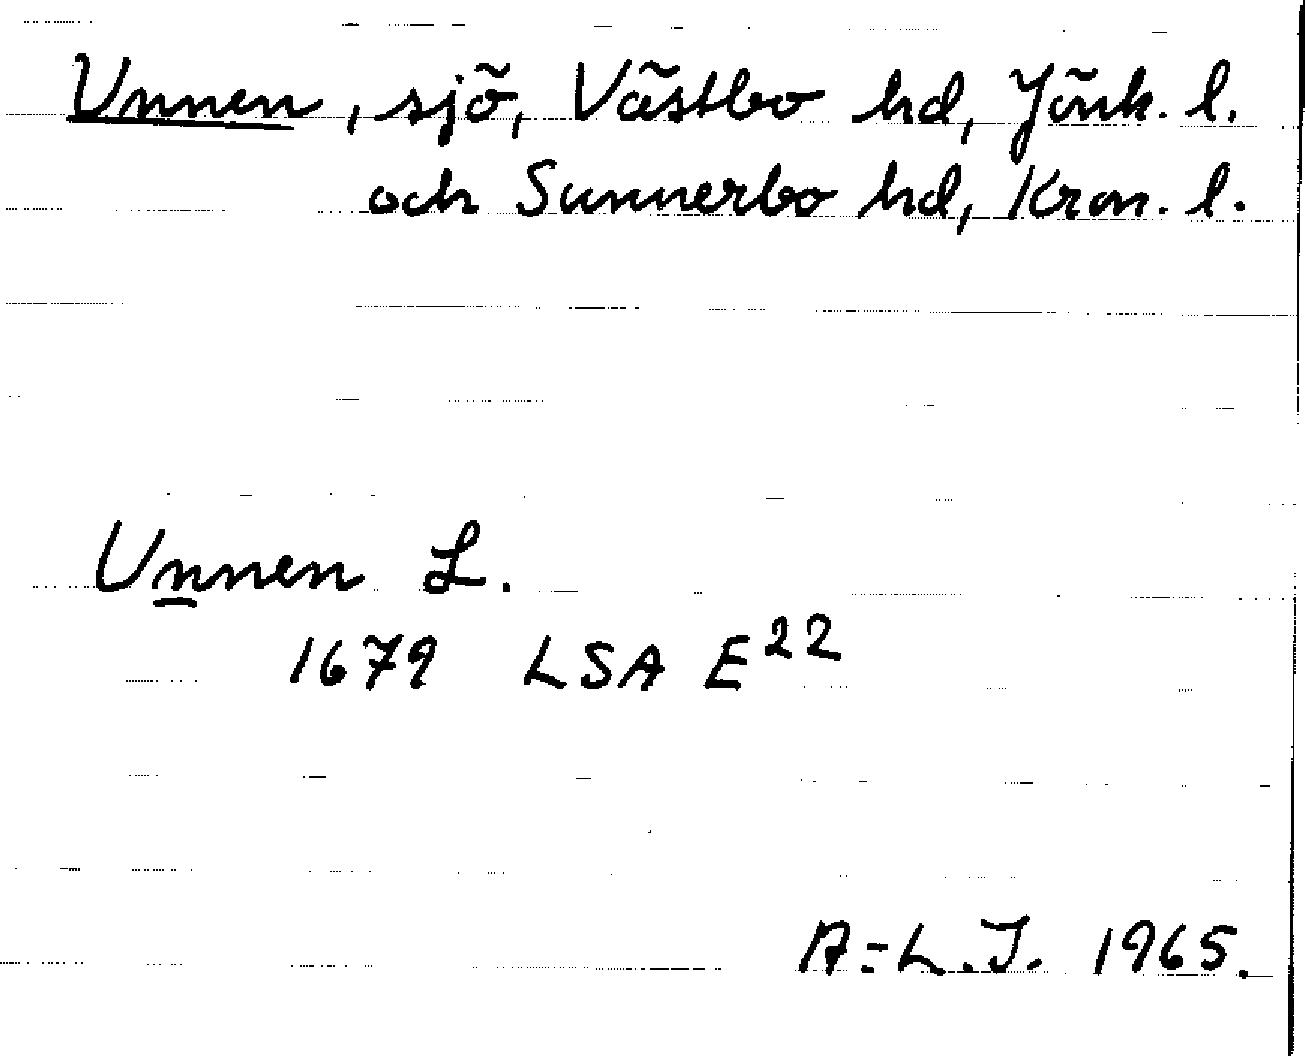 Unnen, sjö, Västbo hd, Jönk. l.
och Sunnerbo hd, Kron. l.
Unnen L.
1679 LSA E22
A-L.J. 1965.